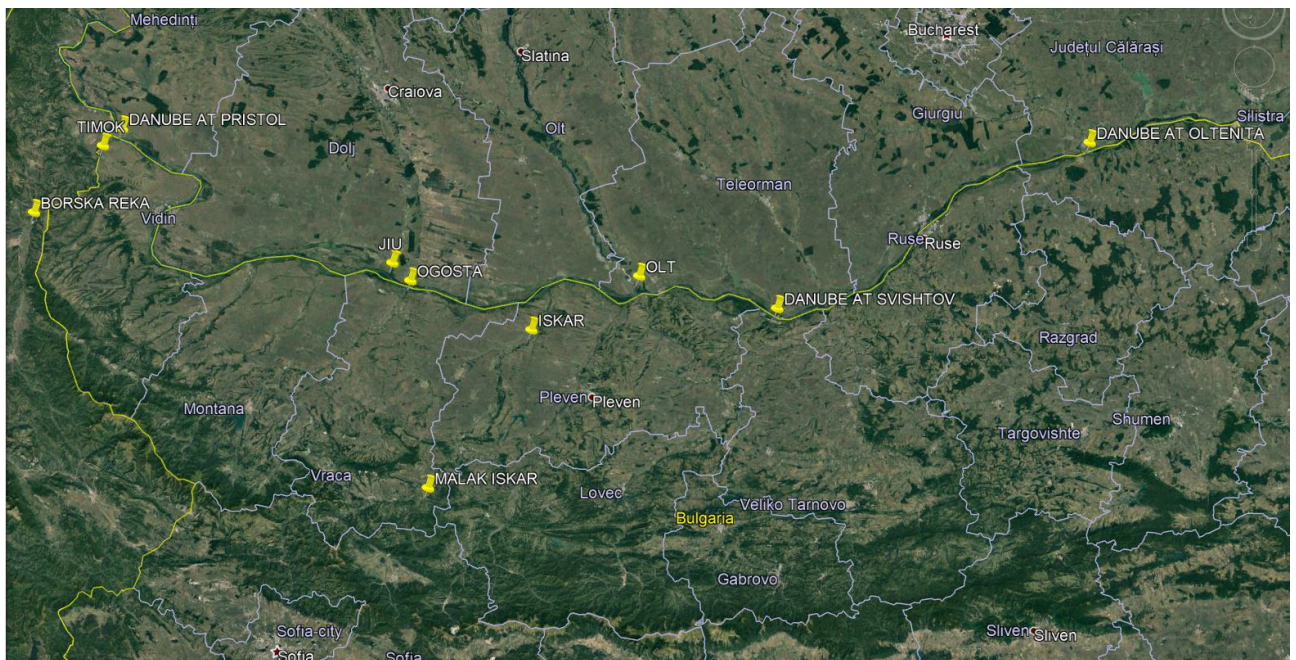 Mehedinți
Bucharest
Slatina
Județul Călărași
Craiova
DANUBE AT PRISTOL
TIMOK
Olt
Giurgiu
Silistra
DANUBE AT OLTENITA
Dolj
Teleorman
BORSKA REKA
Vidin
Ruse
Ruse
JIU
OGOSTA
OLT
DANUBE AT SVISHTOV
ISKAR
Razgrad
Pleven
Pleven
Montana
Shumen
Targovishte
Vraca
MALAK ISKAR
Lovec
Veliko Tarnovo
Bulgaria
Gabrovo
Sofia-city
Sliven
Sliven
Sofia
Sofia